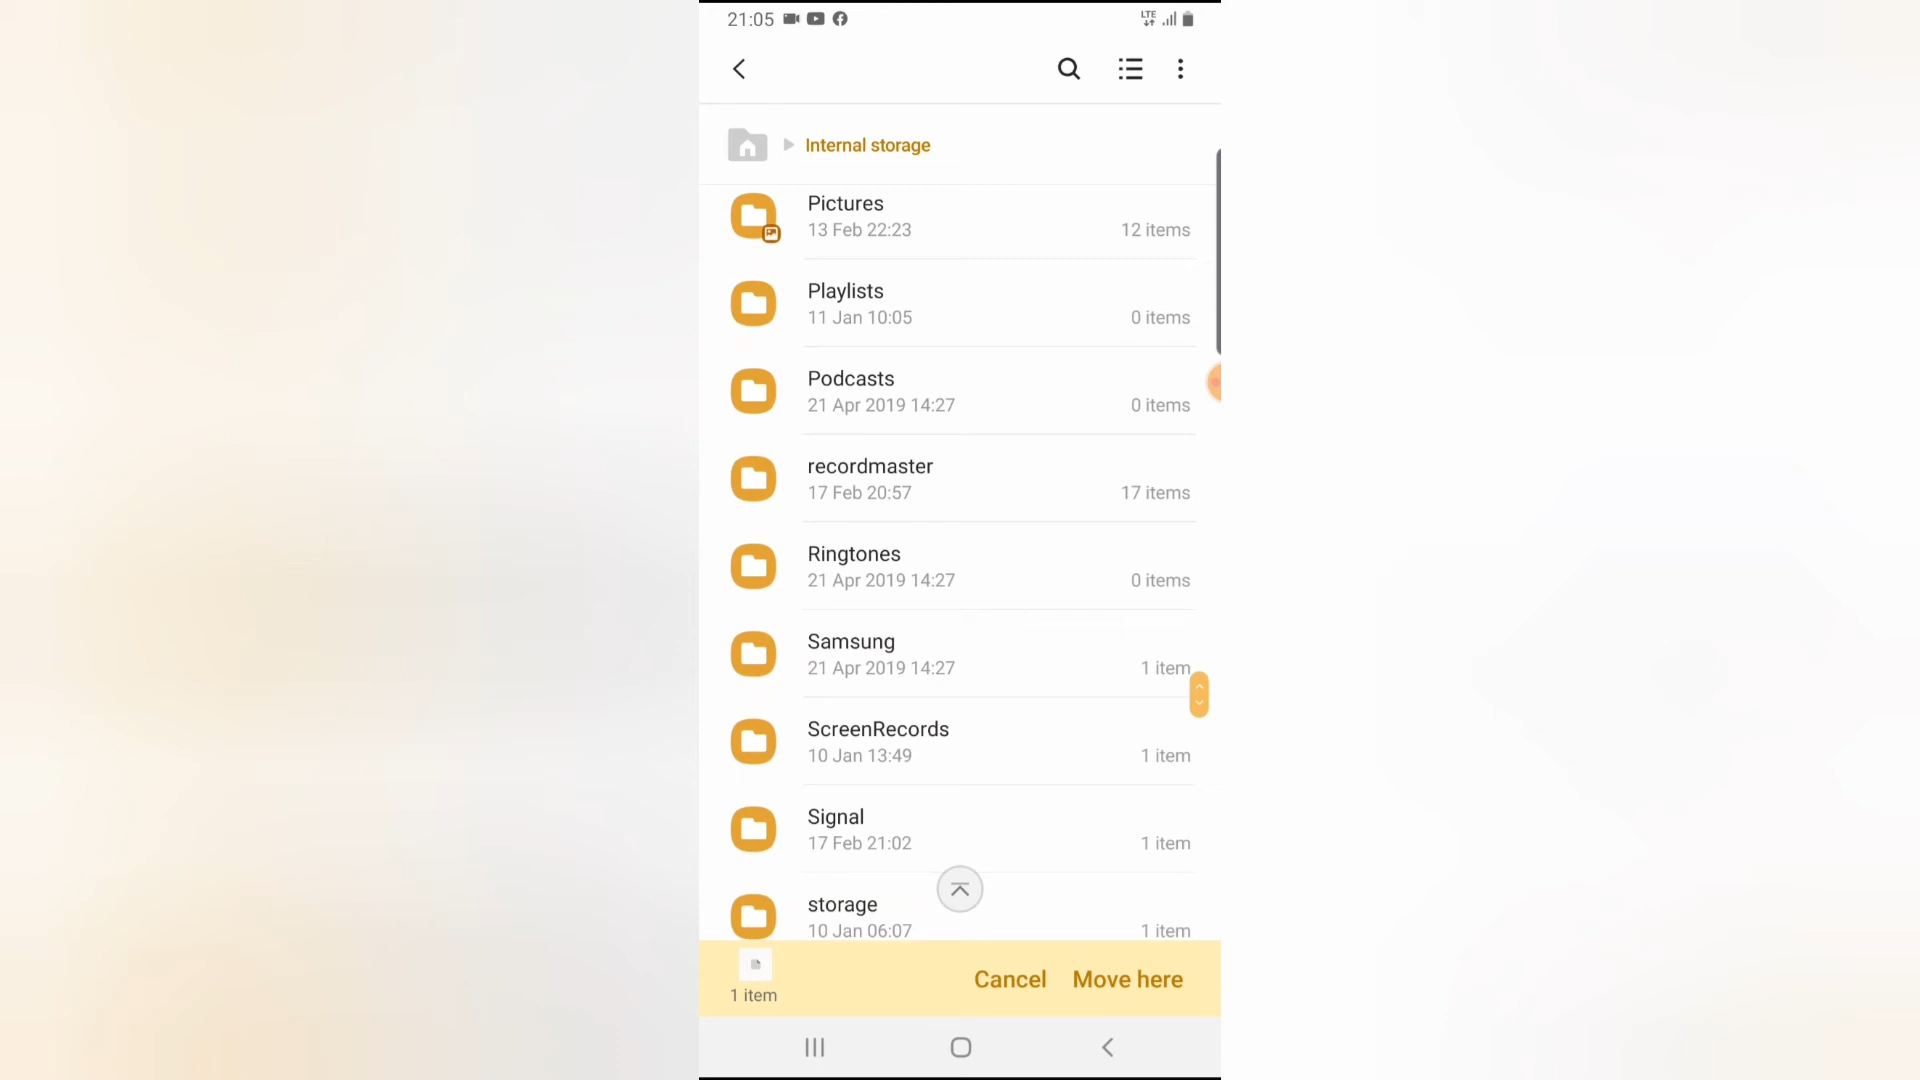 21:05 LTE
Internal storage
Pictures
13 Feb 22:23 12 items
Playlists
11 Jan 10:05 0 items
Podcasts
21 Apr 2019 14:27 0 items
recordmaster
17 Feb 20:57 17 items
Ringtones
21 Apr 2019 14:27 0 items
Samsung
21 Apr 2019 14:27 1 item
ScreenRecords
10 Jan 13:49 1 item
Signal
17 Feb 21:02 1 item
storage
10 Jan 06:07 1 item
Cancel Move here
1 item